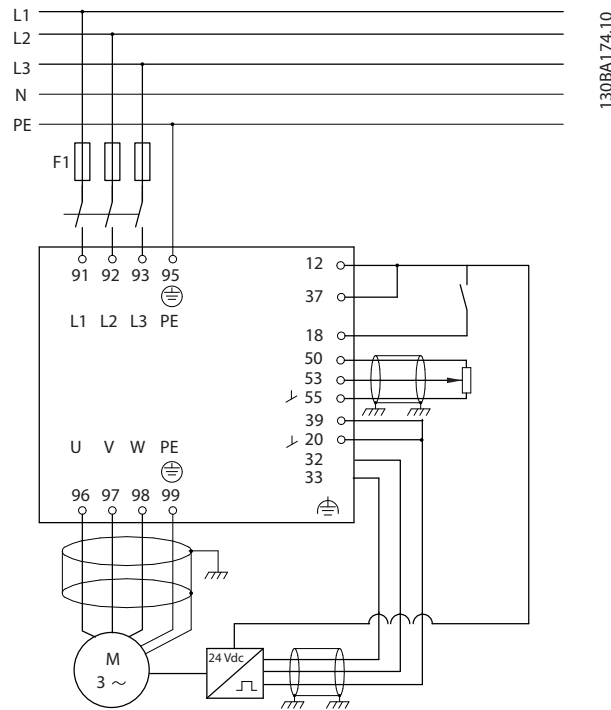 130BA174.10
L1
L2
L3
N
PE
F1
91 92 93 95
L1 L2 L3 PE
12
37
18
50
53
55
39
20
32
33
U V W PE
96 97 98 99
M
3 ~
24 Vdc